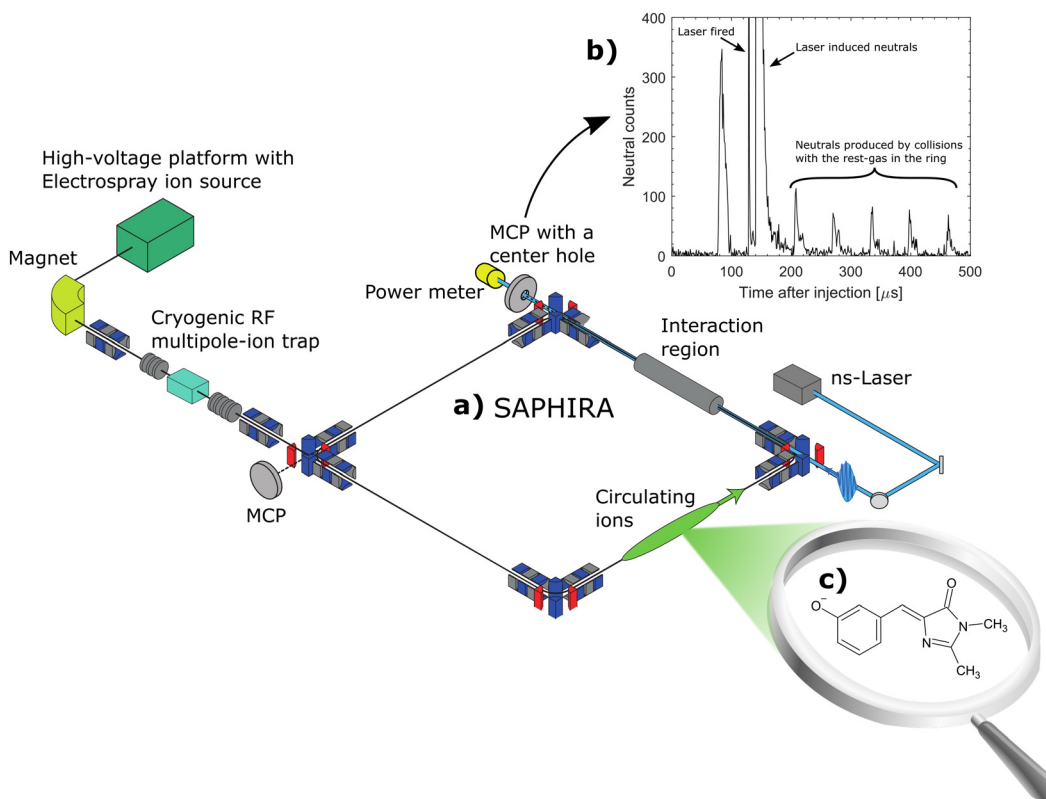 b)
Laser fired
Laser induced neutrals
Neutrals produced by collisions
with the rest-gas in the ring
Neutral counts
400
300
200
100
0
0 100 200 300 400 500
Time after injection [μs]
High-voltage platform with
Electrospray ion source
Magnet
Cryogenic RF
multipole-ion trap
MCP with a
center hole
Power meter
Interaction
region
ns-Laser
a) SAPHIRA
MCP
Circulating
ions
c)
O
O⁻
N
CH₃
N
CH₃